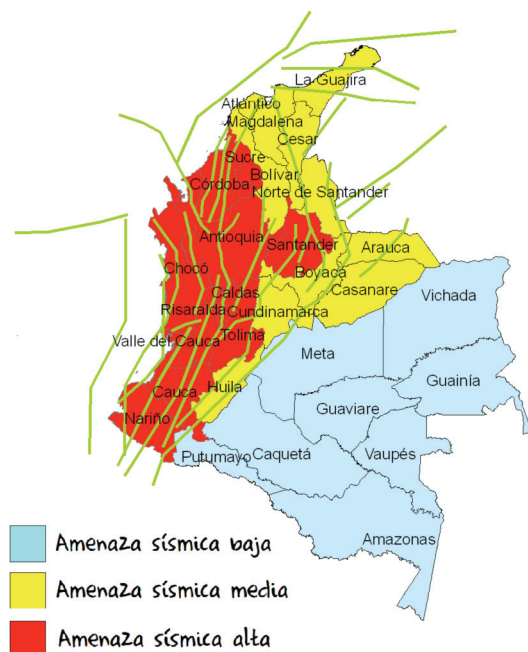 La Guajira
Atlántico
Magdalena
Cesar
Sucre
Bolívar
Córdoba
Norte de Santander
Antioquia
Santander
Arauca
Chocó
Boyacá
Caldas
Casanare
Vichada
Risaralda
Cundinamarca
Valle del Cauca
Tolima
Meta
Guainía
Huila
Cauca
Guaviare
Nariño
Putumayo
Caquetá
Vaupés
Amazonas
Amenaza sísmica baja
Amenaza sísmica media
Amenaza sísmica alta